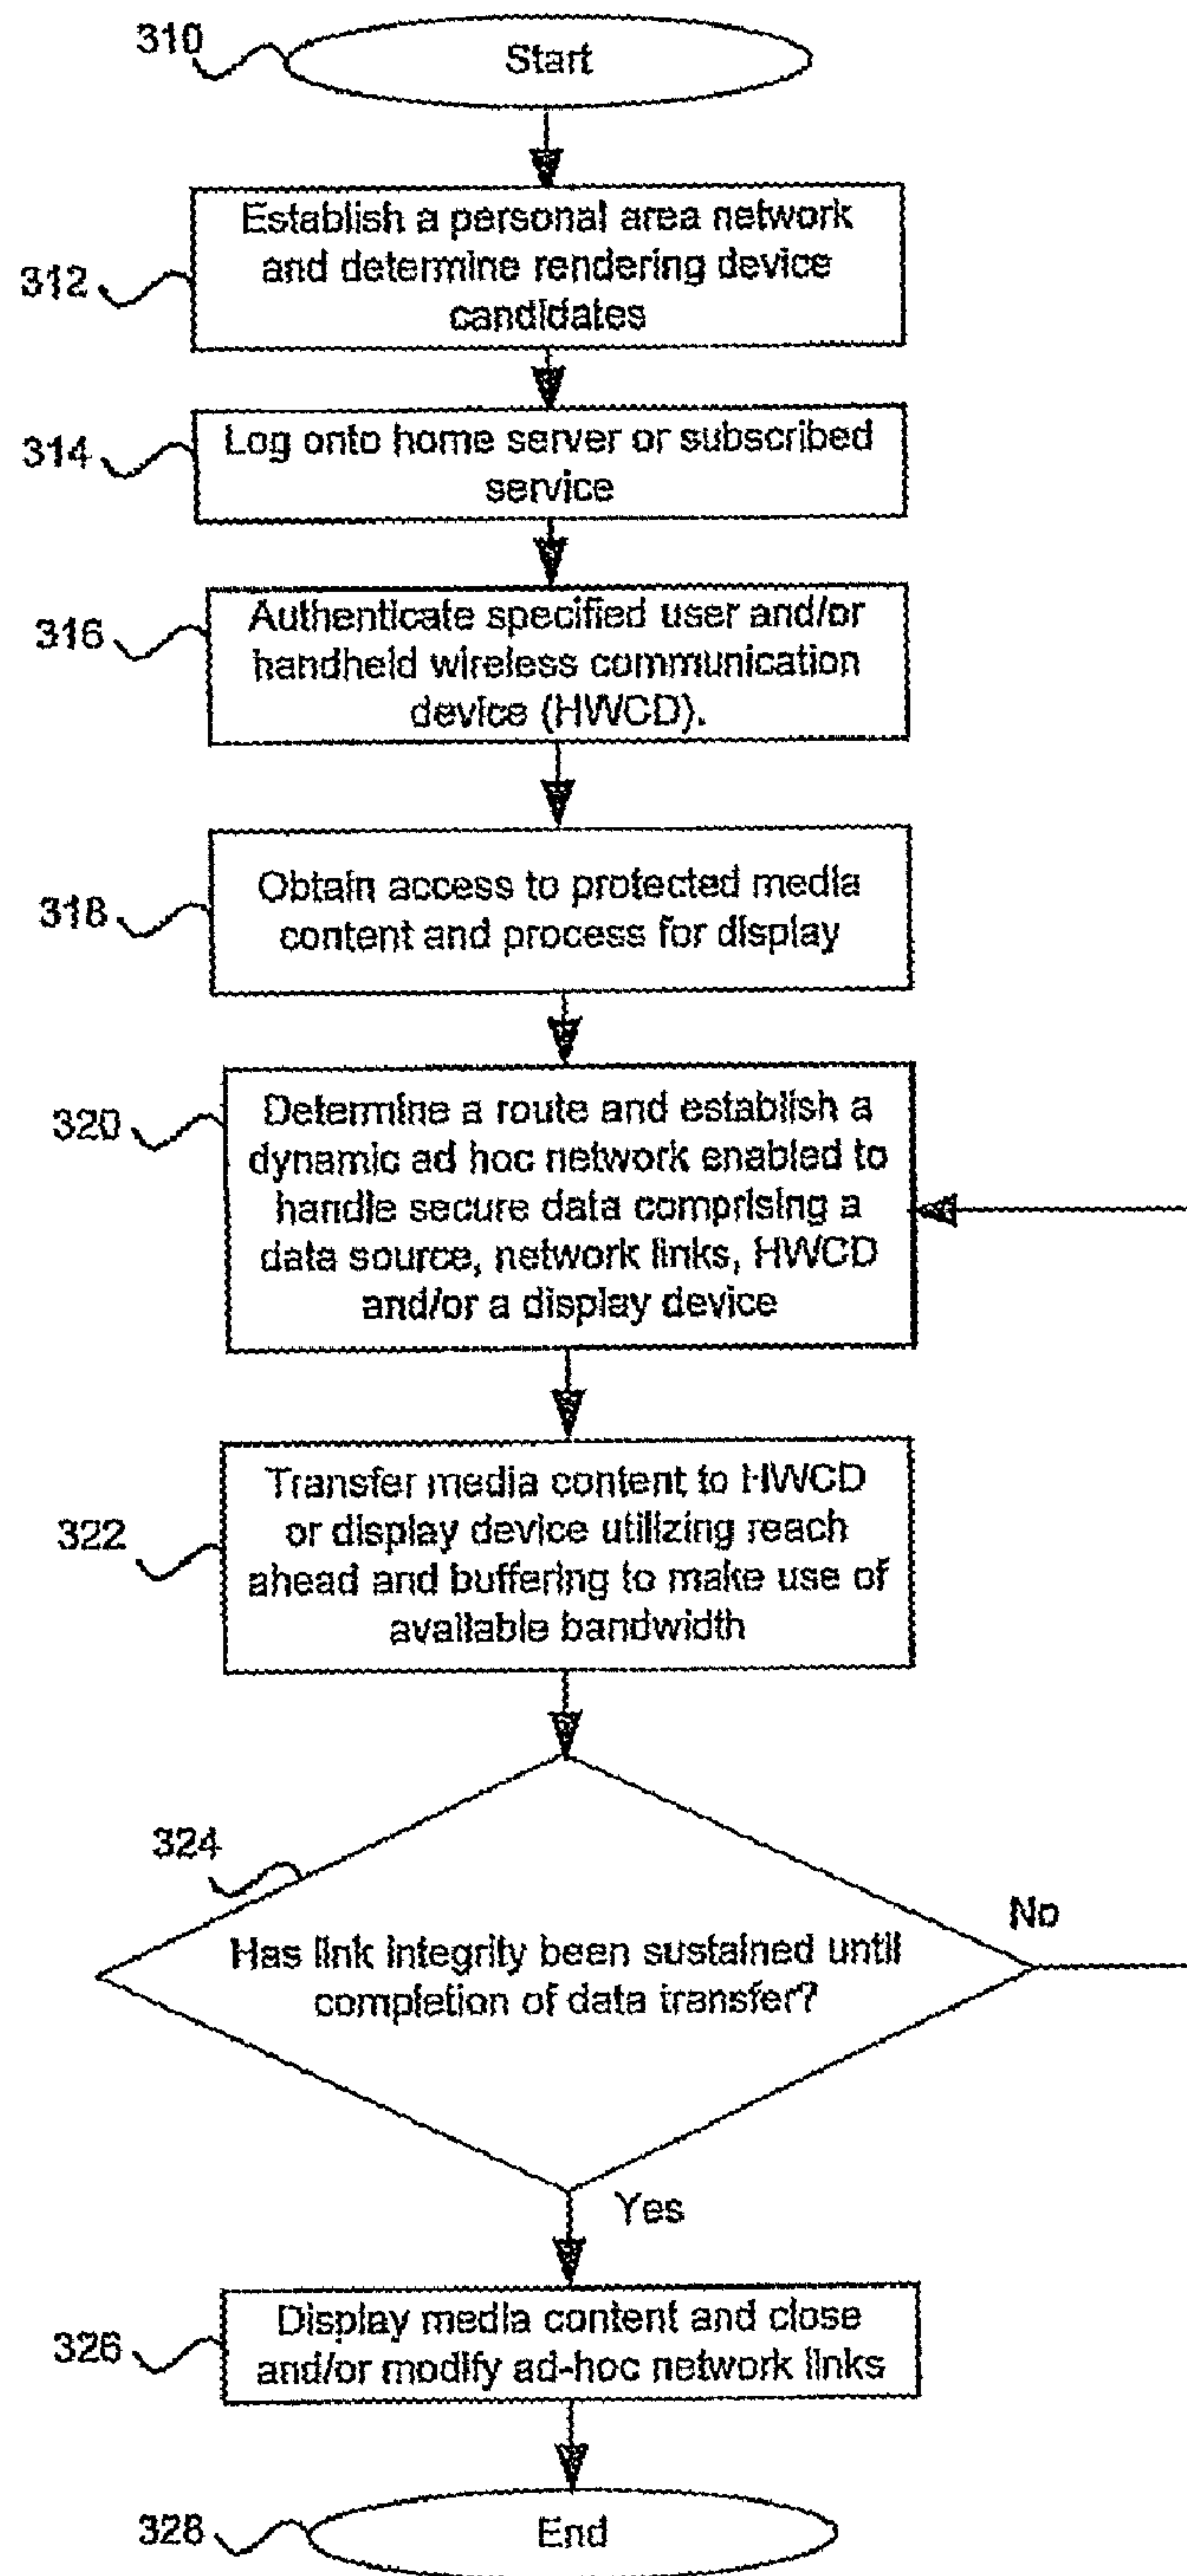 310
Start
312
Establish a personal area network
and determine rendering device
candidates
314
Log onto home server or subscribed
service
316
Authenticate specified user and/or
handheld wireless communication
device (HWCD).
318
Obtain access to protected media
content and process for display
320
Determine a route and establish a
dynamic ad hoc network enabled to
handle secure data comprising a
data source, network links, HWCD
and/or a display device
322
Transfer media content to HWCD
or display device utilizing reach
ahead and buffering to make use of
available bandwidth
324
No
Has link integrity been sustained until
completion of data transfer?
Yes
326
Display media content and close
and/or modify ad-hoc network links
328
End